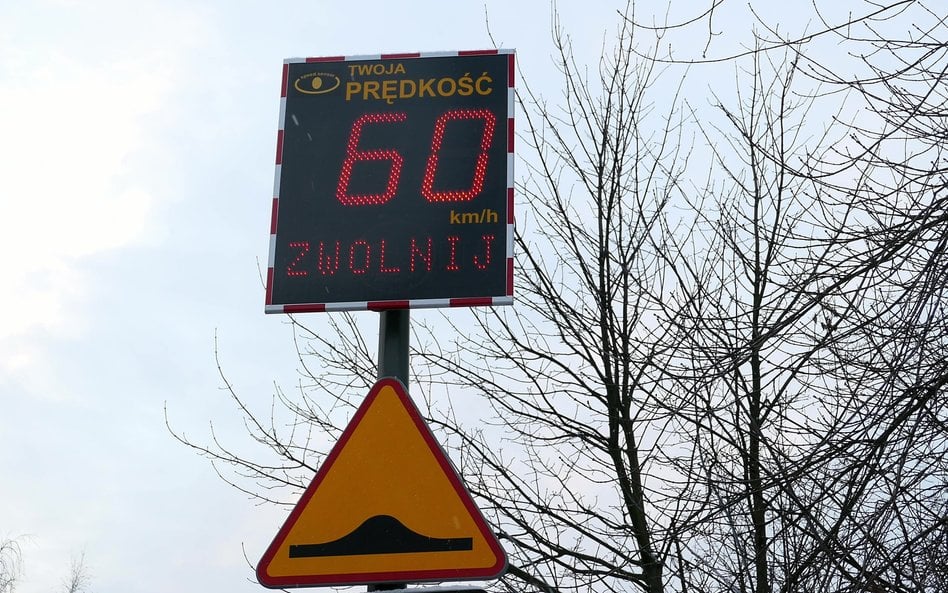 TWOJA
PRĘDKOŚĆ
60
km/h
ZWOLNIJ